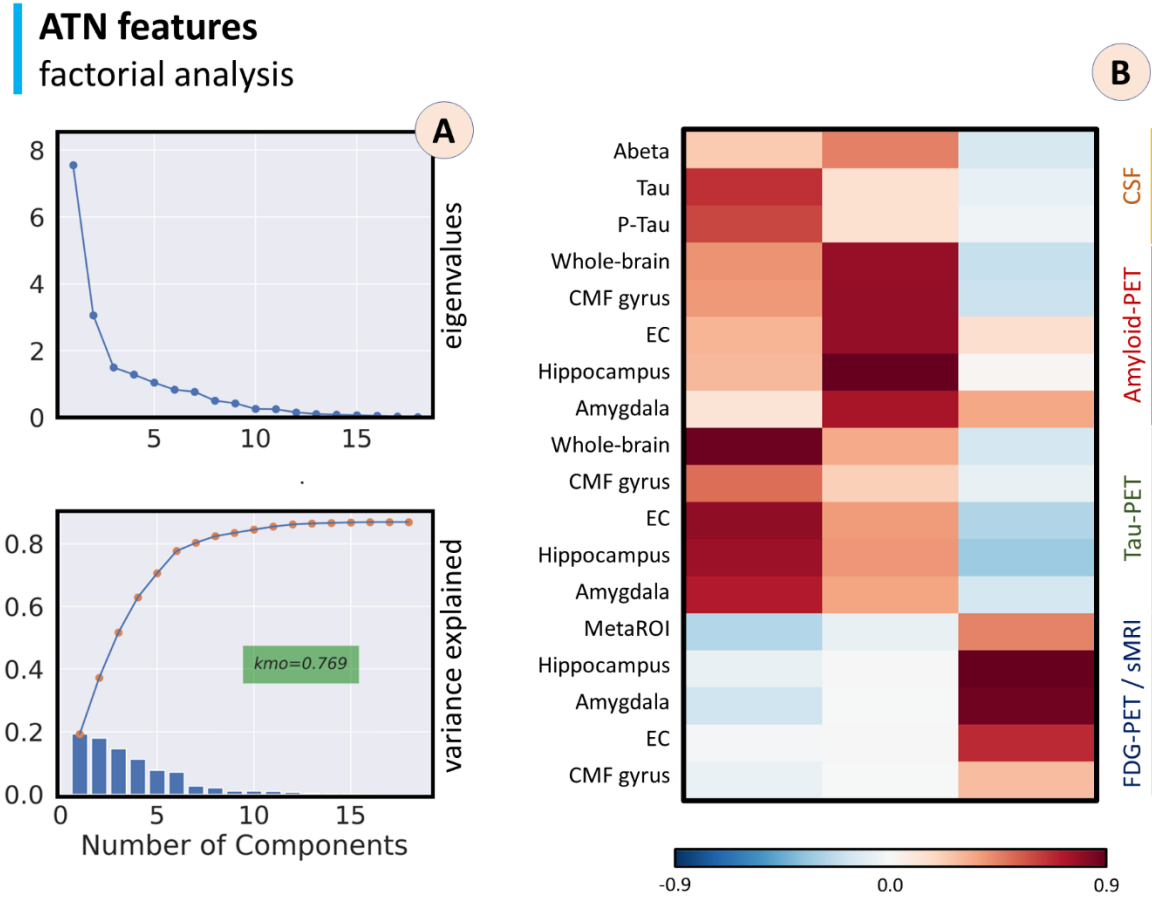 ATN features
factorial analysis
A
8
6
4
2
0
5
10
15
eigenvalues
.
0.8
0.6
0.4
0.2
0.0
kmo=0.769
0
5
10
15
variance explained
Number of Components
B
Abeta
Tau
P-Tau
Whole-brain
CMF gyrus
EC
Hippocampus
Amygdala
Whole-brain
CMF gyrus
EC
Hippocampus
Amygdala
MetaROI
Hippocampus
Amygdala
EC
CMF gyrus
CSF
Amyloid-PET
Tau-PET
FDG-PET / sMRI
-0.9
0.0
0.9